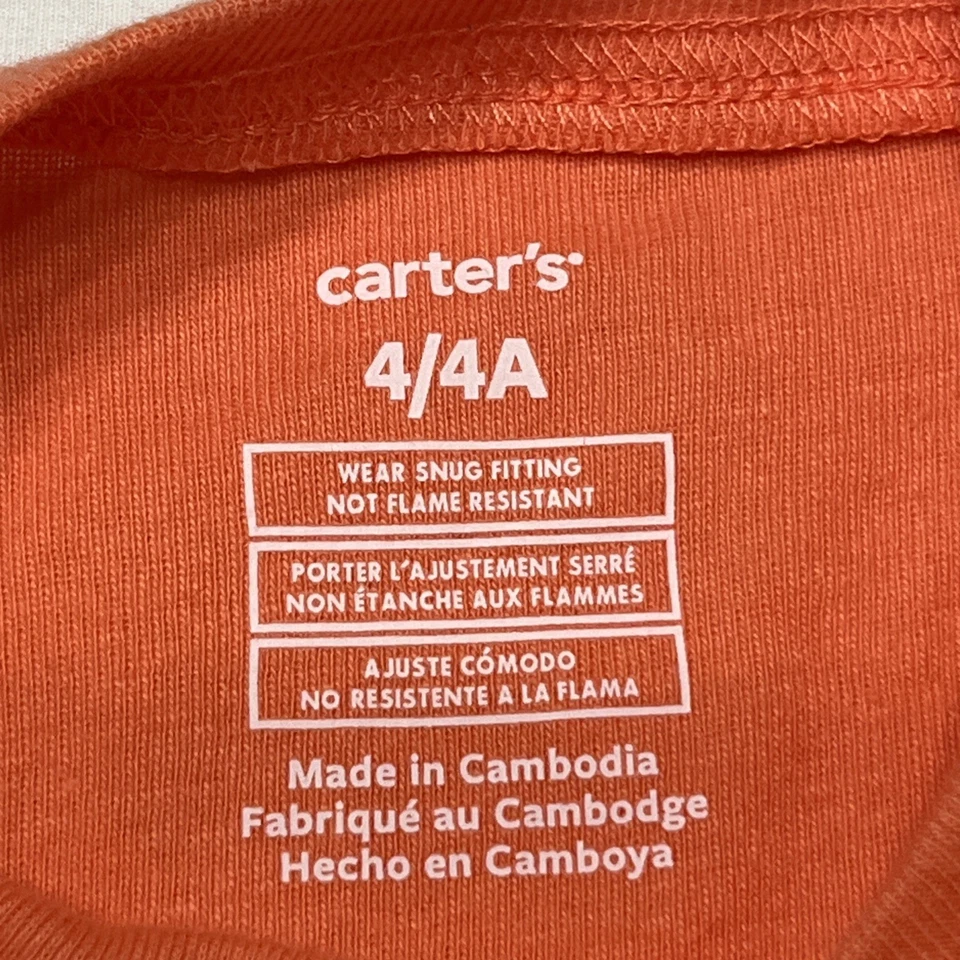 carter's
4/4A
WEAR SNUG FITTING
NOT FLAME RESISTANT
PORTER L'AJUSTEMENT SERRÉ
NON ÉTANCHE AUX FLAMMES
AJUSTE CÓMODO
NO RESISTENTE A LA FLAMA
Made in Cambodia
Fabriqué au Cambodge
Hecho en Camboya